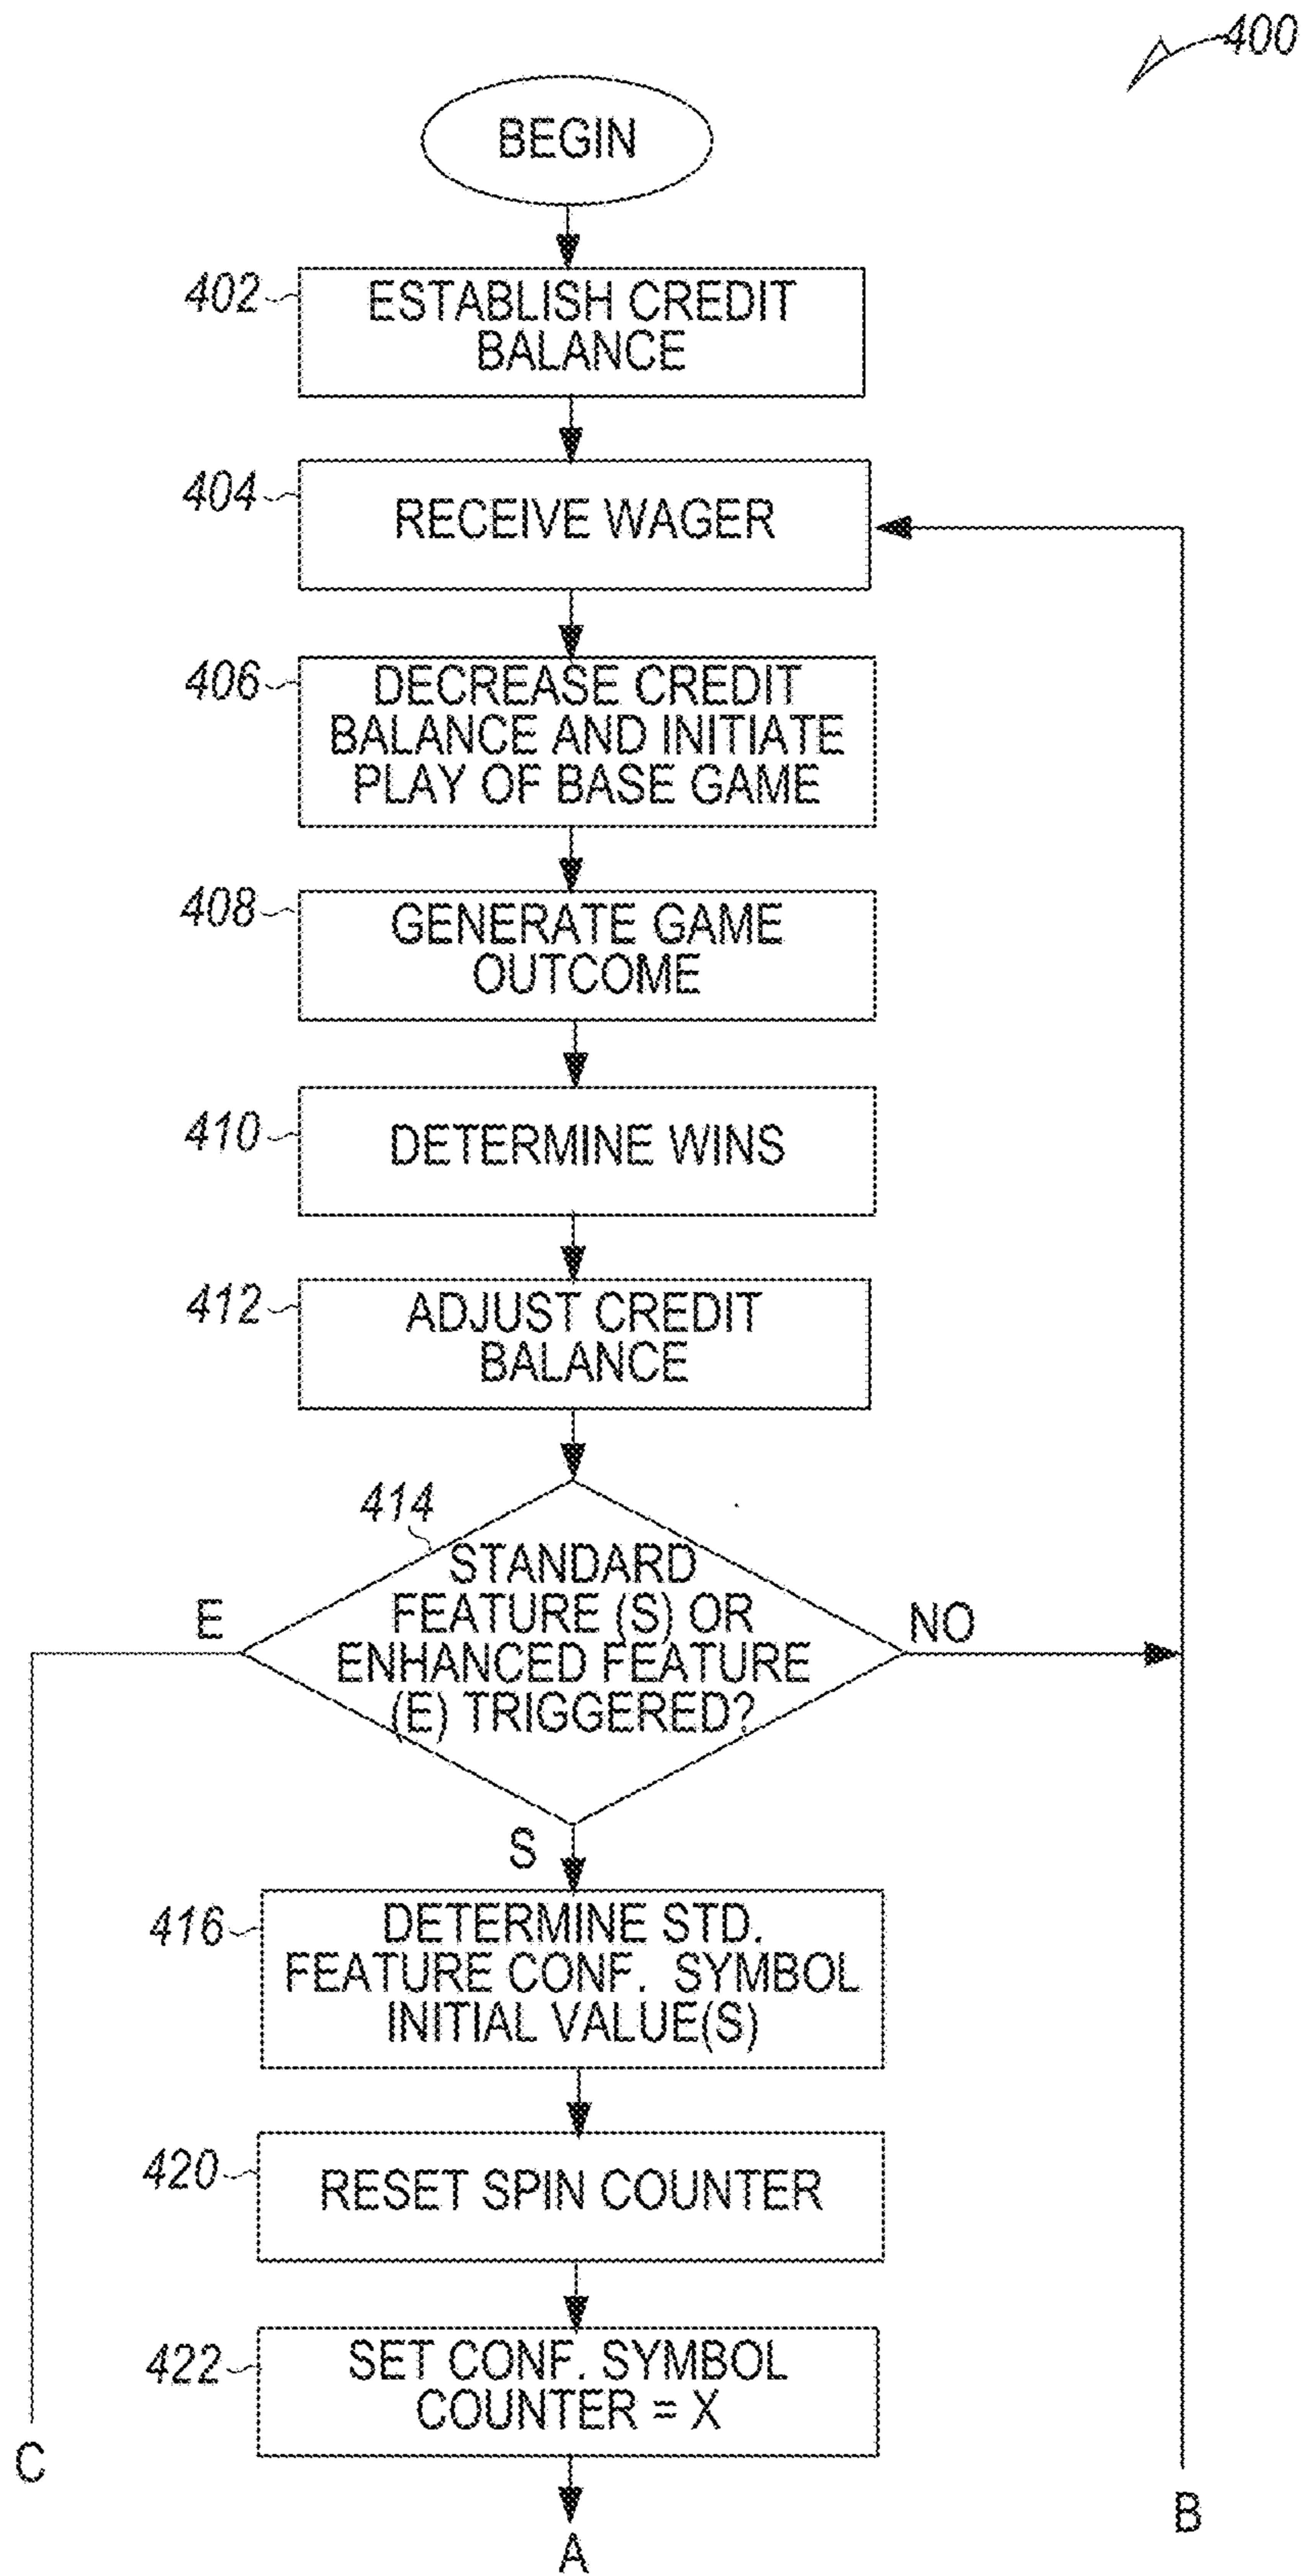 400
BEGIN
402
ESTABLISH CREDIT
BALANCE
404
RECEIVE WAGER
406
DECREASE CREDIT
BALANCE AND INITIATE
PLAY OF BASE GAME
408
GENERATE GAME
OUTCOME
410
DETERMINE WINS
412
ADJUST CREDIT
BALANCE
414
STANDARD
FEATURE (S) OR
ENHANCED FEATURE
(E) TRIGGERED?
E
NO
S
416
DETERMINE STD.
FEATURE CONF. SYMBOL
INITIAL VALUE(S)
420
RESET SPIN COUNTER
422
SET CONF. SYMBOL
COUNTER = X
C
B
A